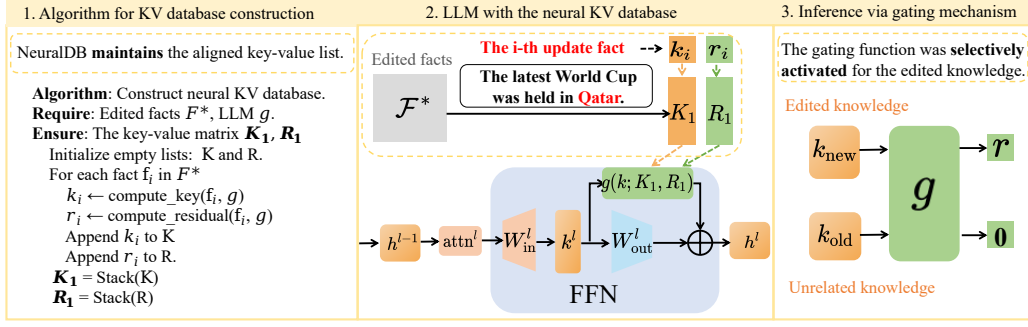 1. Algorithm for KV database construction
NeuralDB maintains the aligned key-value list.
Algorithm: Construct neural KV database.
Require: Edited facts F*, LLM g.
Ensure: The key-value matrix K₁, R₁
Initialize empty lists: K and R.
For each fact fᵢ in F*
kᵢ ← compute_key(fᵢ, g)
rᵢ ← compute_residual(fᵢ, g)
Append kᵢ to K
Append rᵢ to R.
K₁ = Stack(K)
R₁ = Stack(R)
2. LLM with the neural KV database
The i-th update fact
kᵢ
rᵢ
Edited facts
The latest World Cup
was held in Qatar.
ℱ*
K₁
R₁
g(k; K₁, R₁)
hˡ⁻¹
attnˡ
Wˡ_in
kˡ
Wˡ_out
hˡ
FFN
3. Inference via gating mechanism
The gating function was selectively
activated for the edited knowledge.
Edited knowledge
k_new
g
r
k_old
0
Unrelated knowledge